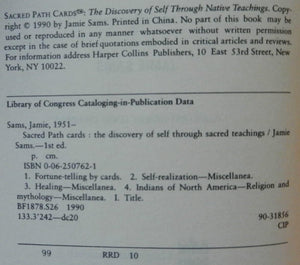 SACRED PATH CARDS™: The Discovery of Self Through Native Teachings. Copy-
right © 1990 by Jamie Sams. Printed in China. No part of this book may be
used or reproduced in any manner whatsoever without written permission
except in the case of brief quotations embodied in critical articles and reviews.
For information address Harper Collins Publishers, 10 East 53rd Street, New
York, NY 10022.
Library of Congress Cataloging-in-Publication Data
Sams, Jamie, 1951–
Sacred Path cards : the discovery of self through sacred teachings / Jamie
Sams.—1st ed.
p. cm.
ISBN 0-06-250762-1
1. Fortune-telling by cards. 2. Self-realization—Miscellanea.
3. Healing—Miscellanea. 4. Indians of North America—Religion and
mythology—Miscellanea. I. Title.
BF1878.S26 1990
133.3'242—dc20 90-31856
CIP
99 RRD 10